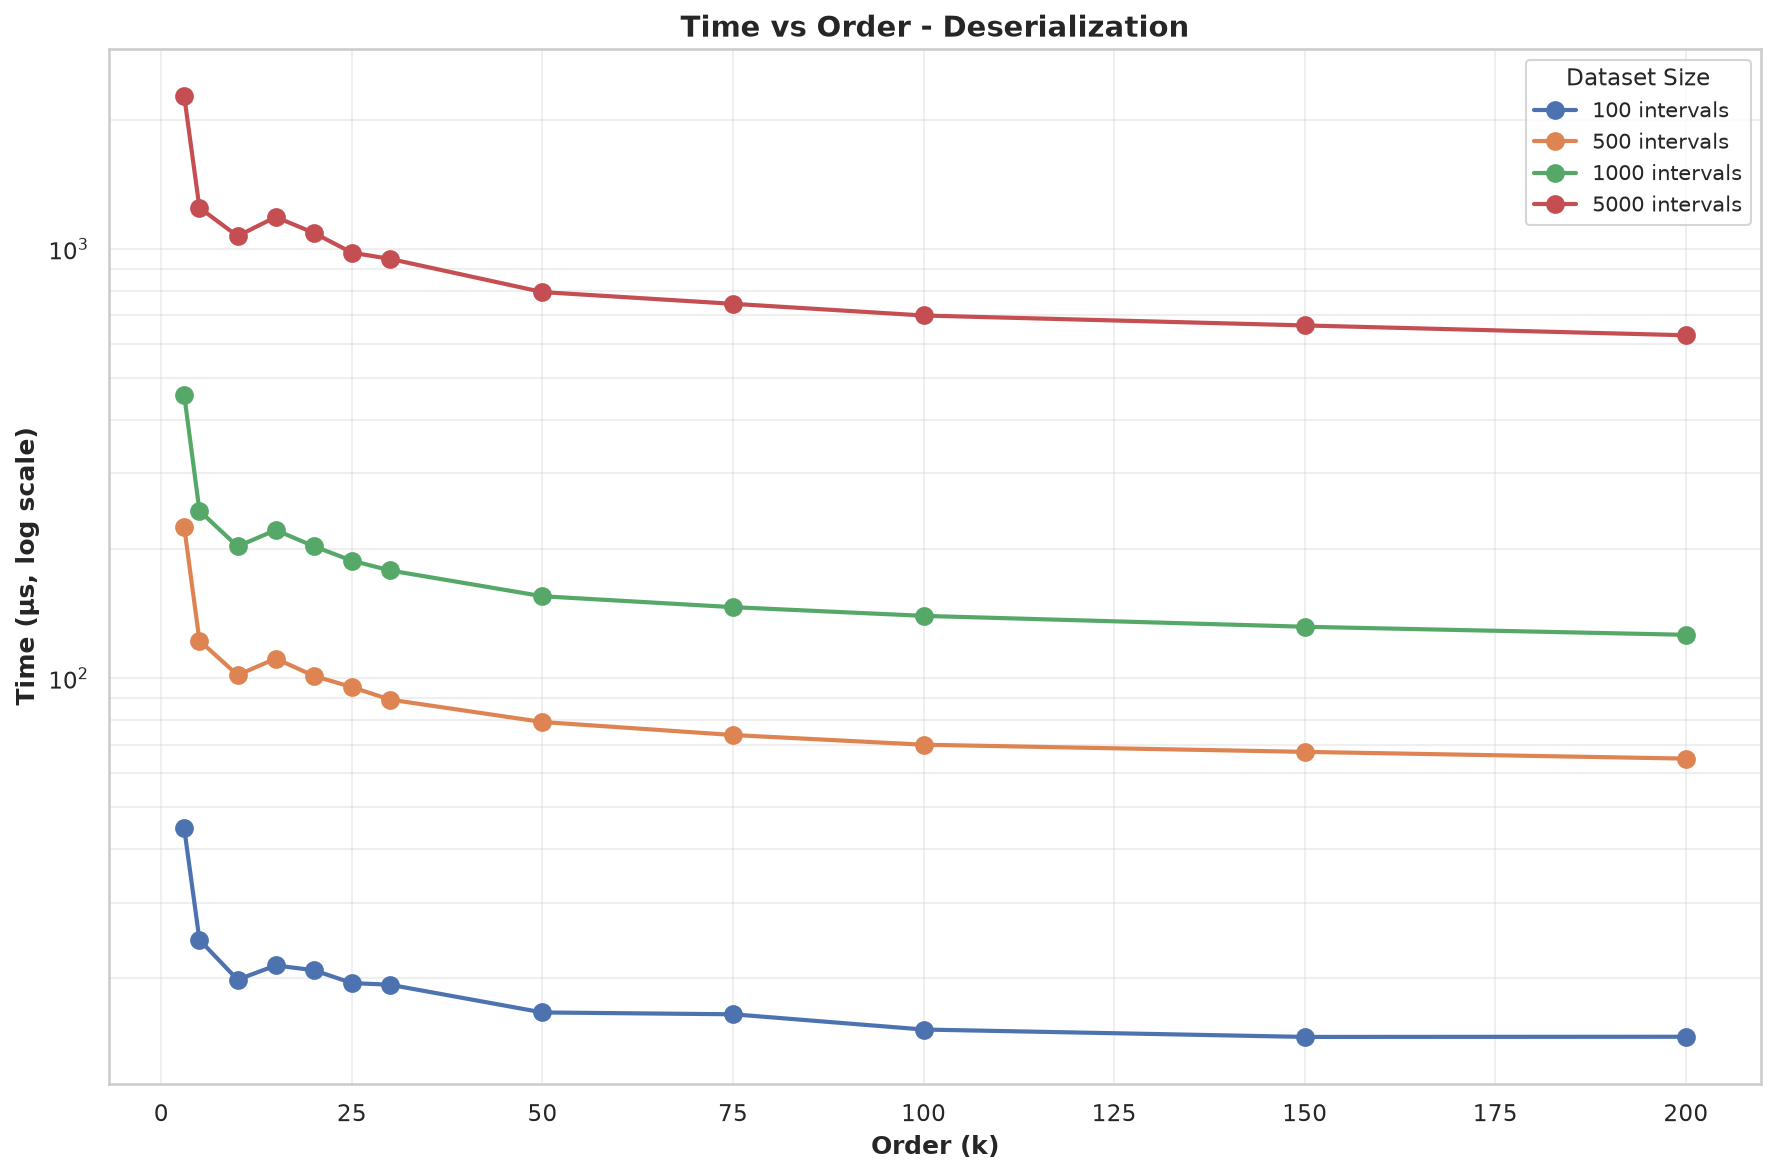 Time vs Order - Deserialization
Dataset Size
100 intervals
500 intervals
1000 intervals
5000 intervals
Time (µs, log scale)
10³
10²
0 25 50 75 100 125 150 175 200
Order (k)